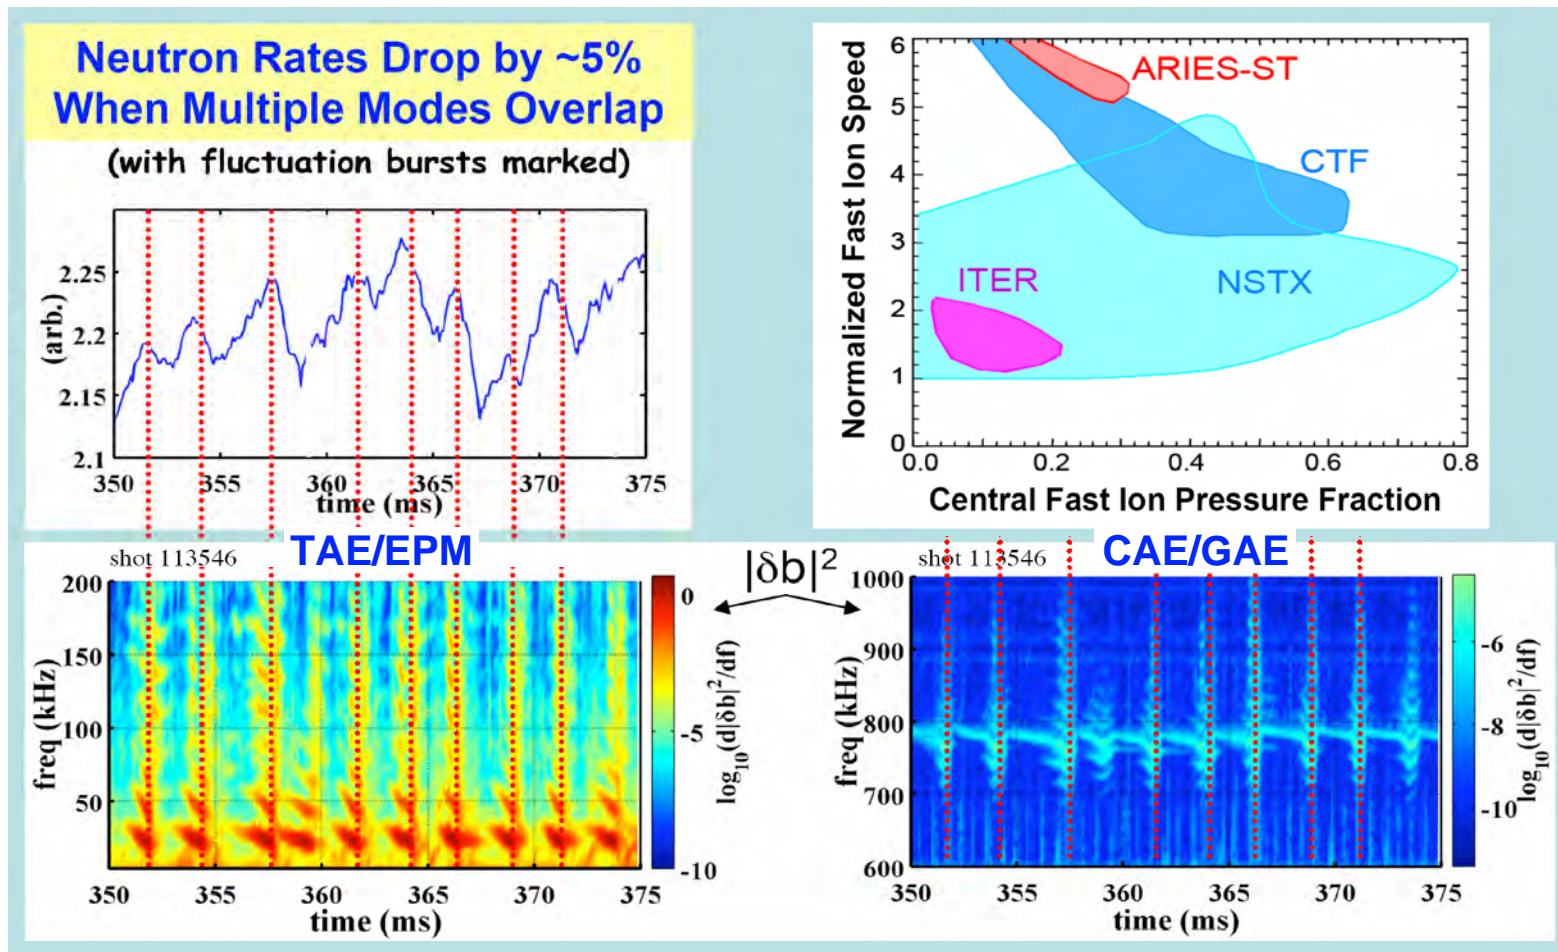 Neutron Rates Drop by ~5%
When Multiple Modes Overlap
(with fluctuation bursts marked)
(arb.)
2.25
2.2
2.15
2.1
350 355 360 365 370 375
time (ms)
Normalized Fast Ion Speed
6
5
4
3
2
1
0
ARIES-ST
CTF
ITER
NSTX
0.0 0.2 0.4 0.6 0.8
Central Fast Ion Pressure Fraction
shot 113546
TAE/EPM
freq (kHz)
200
150
100
50
350 355 360 365 370 375
time (ms)
0
-5
-10
log10(d|δb|²/df)
|δb|²
shot 113546
CAE/GAE
freq (kHz)
1000
900
800
700
600
350 355 360 365 370 375
time (ms)
-6
-8
-10
log10(d|δb|²/df)